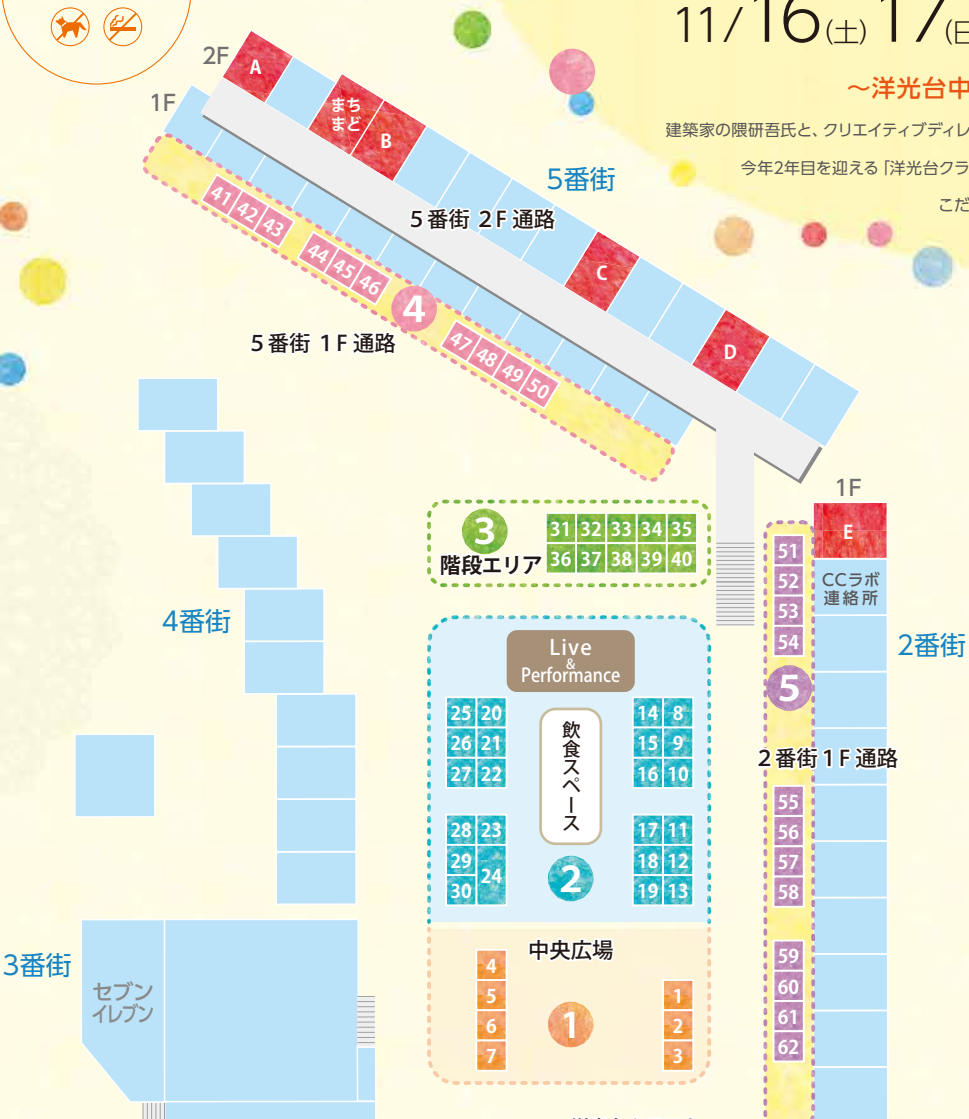 11/16(土)17(日
～洋光台中
建築家の隈研吾氏と、クリエイティブディレ
今年2年目を迎える「洋光台クラ
こだ
2F
A
1F
まち
まど
B
5番街
5番街 2F 通路
C
D
41 42 43
44 45 46
4
47 48 49 50
5番街 1F 通路
1F
E
CCラボ
連絡所
2番街
3
階段エリア
31 32 33 34 35
36 37 38 39 40
51
52
53
54
5
2番街 1F 通路
55
56
57
58
59
60
61
62
4番街
Live
&
Performance
飲食スペース
25 20
26 21
27 22
14 8
15 9
16 10
28 23
29
24
30
17 11
18 12
19 13
2
中央広場
4
5
6
7
1
1
2
3
3番街
セブン
イレブン